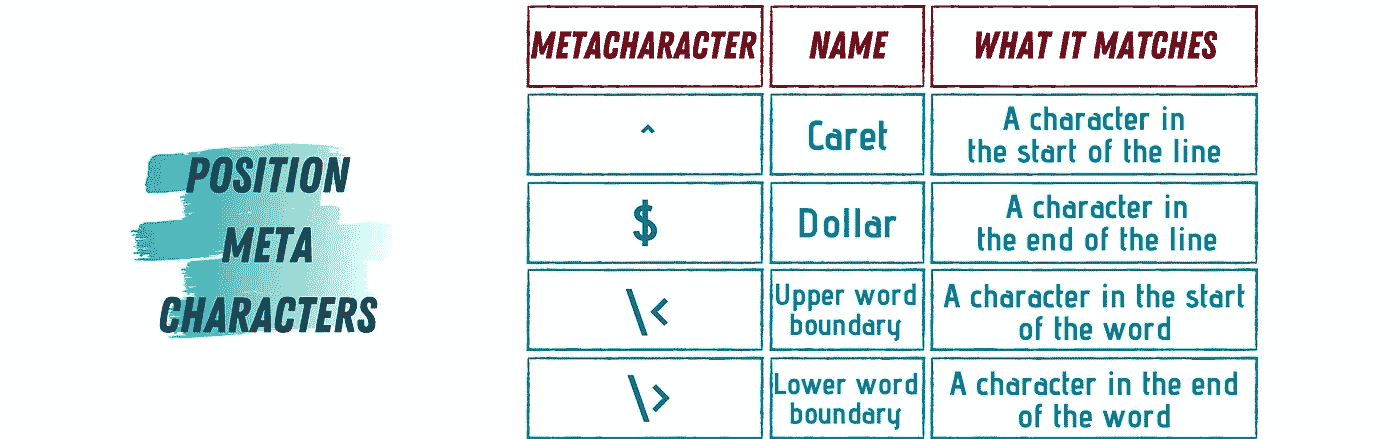 POSITION
META
CHARACTERS
METACHARACTER NAME WHAT IT MATCHES
^ Caret A character in
the start of the line
$ Dollar A character in
the end of the line
\< Upper word
boundary
A character in the start
of the word
\> Lower word
boundary
A character in the end
of the word